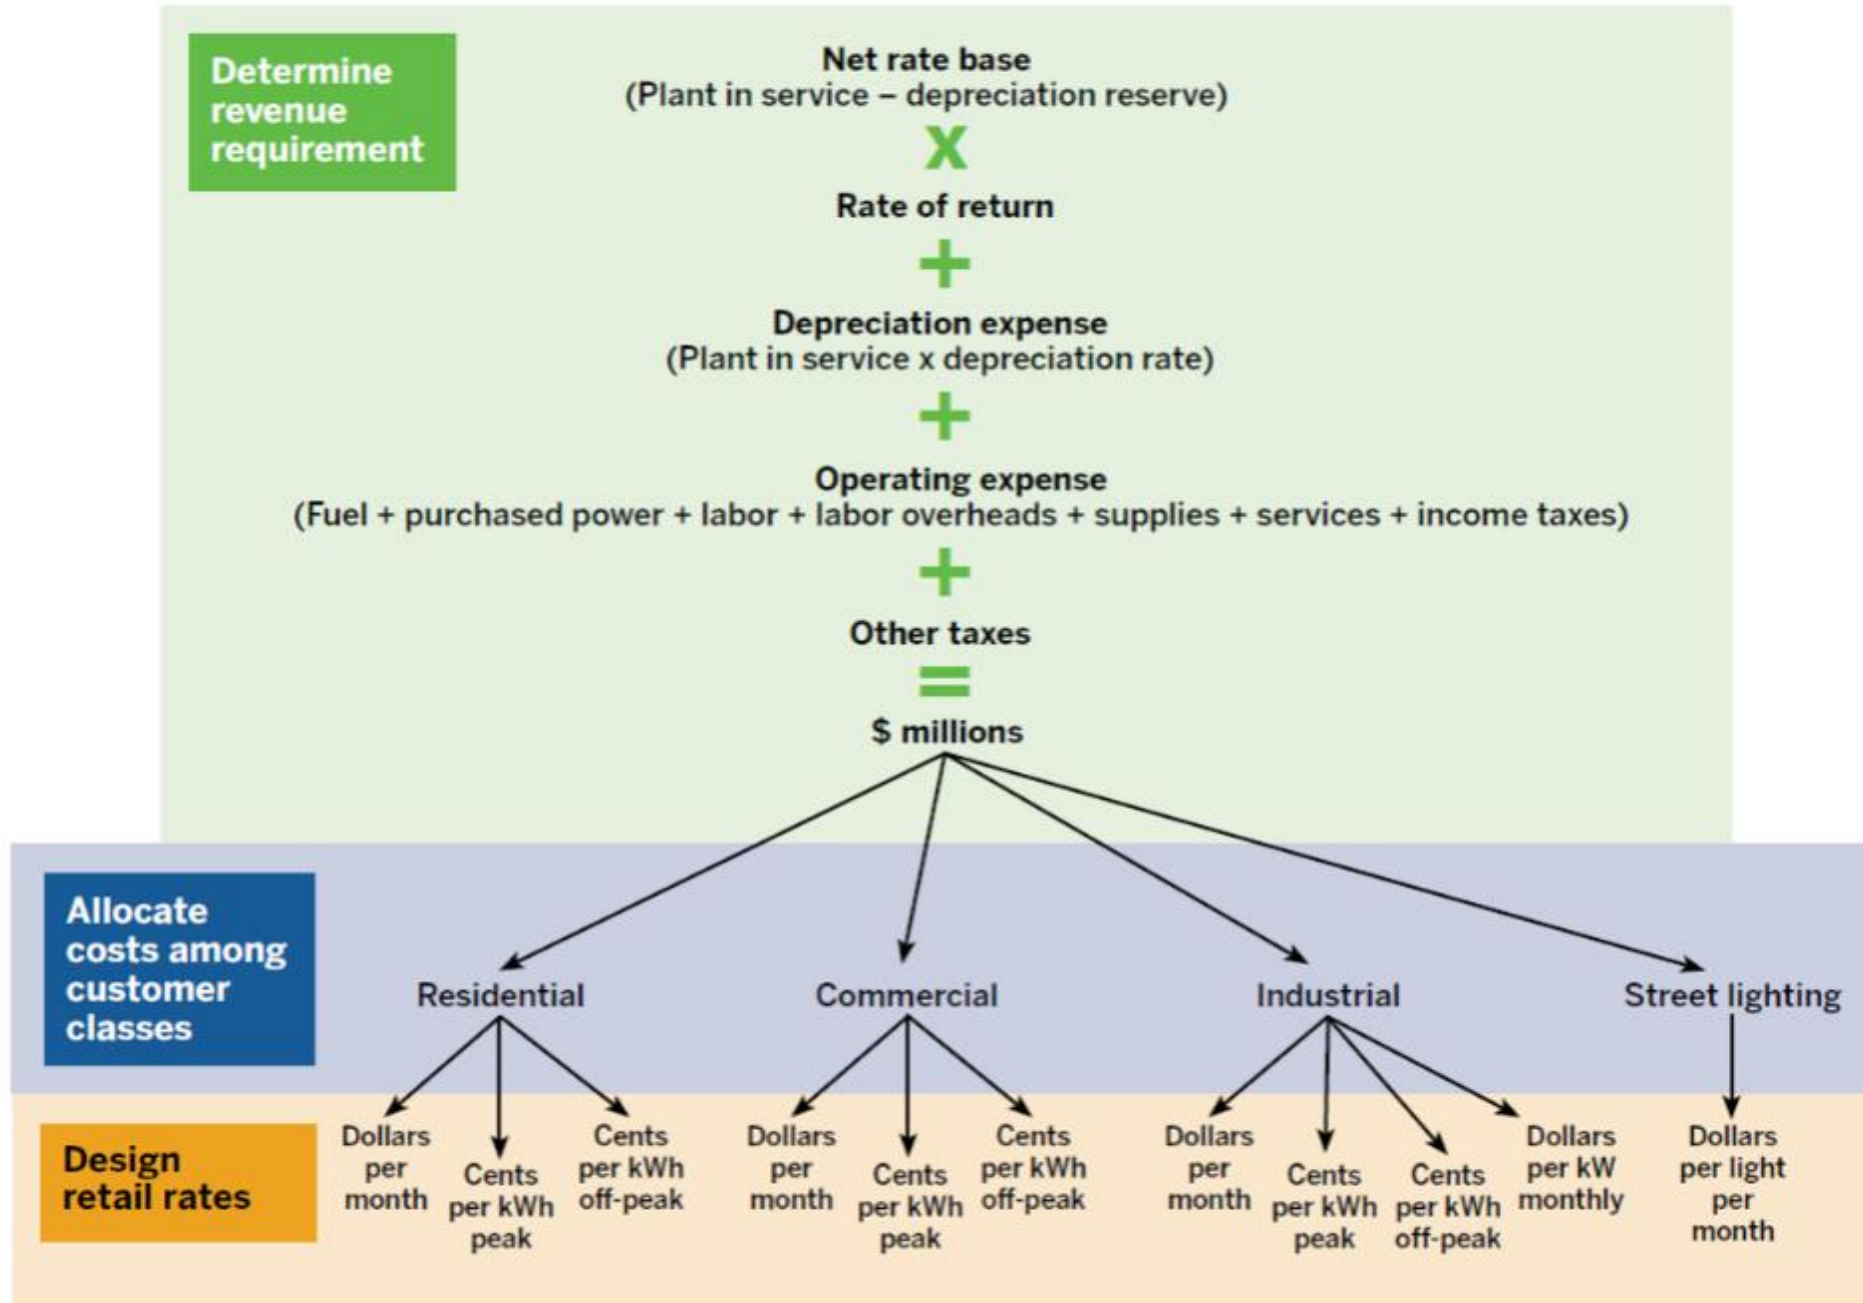 Determine
revenue
requirement
Net rate base
(Plant in service – depreciation reserve)
X
Rate of return
+
Depreciation expense
(Plant in service x depreciation rate)
+
Operating expense
(Fuel + purchased power + labor + labor overheads + supplies + services + income taxes)
+
Other taxes
=
$ millions
Allocate
costs among
customer
classes
Residential
Commercial
Industrial
Street lighting
Design
retail rates
Dollars
per
month
Cents
per kWh
peak
Cents
per kWh
off-peak
Dollars
per
month
Cents
per kWh
peak
Cents
per kWh
off-peak
Dollars
per
month
Cents
per kWh
peak
Cents
per kWh
off-peak
Dollars
per kW
monthly
Dollars
per light
per
month